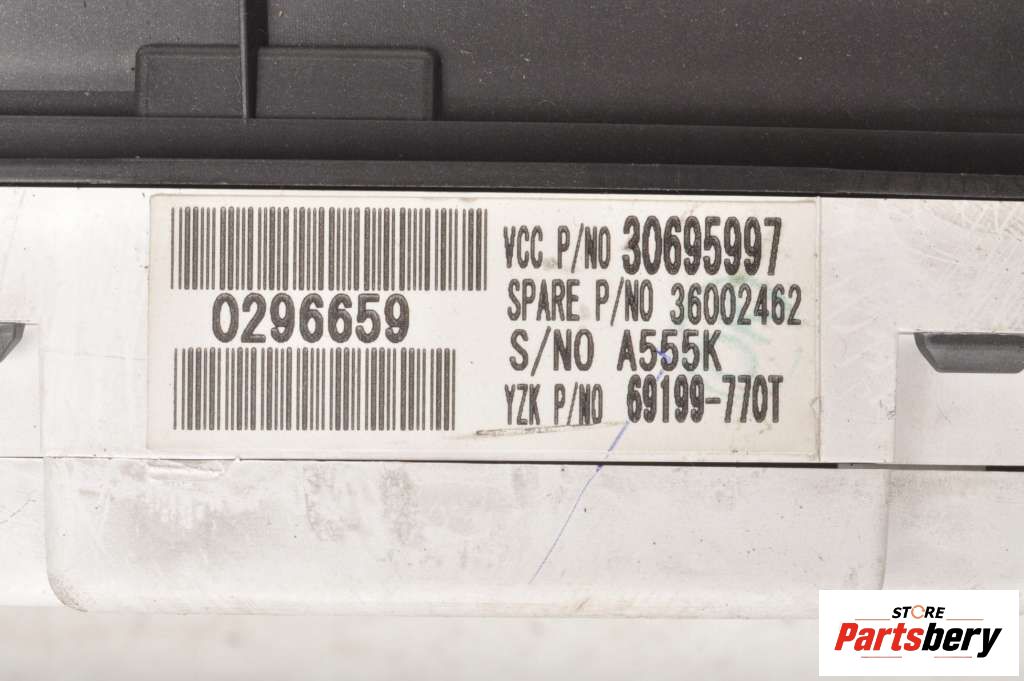 VCC P/NO 30695997
0296659
SPARE P/NO 36002462
S/NO A555K
YZK P/NO 69199-770T
STORE
Partsbery